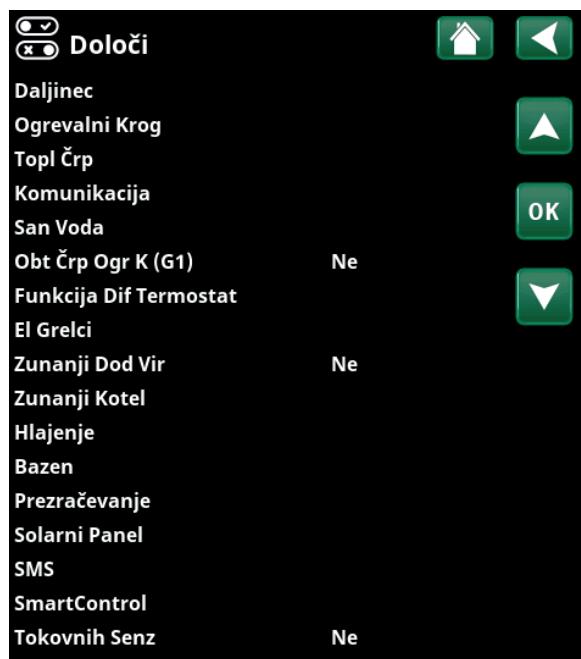 Določi
Daljinec
Ogrevalni Krog
Topl Črp
Komunikacija
San Voda
OK
Obt Črp Ogr K (G1) Ne
Funkcija Dif Termostat
El Grelci
Zunanji Dod Vir Ne
Zunanji Kotel
Hlajenje
Bazen
Prezračevanje
Solarni Panel
SMS
SmartControl
Tokovnih Senz Ne